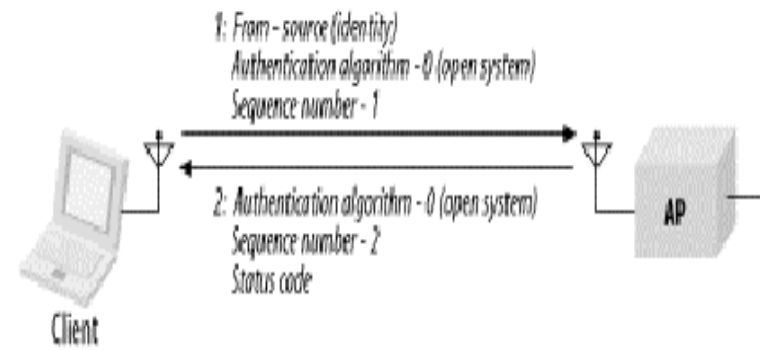 1: From - source (identity)
Authentication algorithm - 0 (open system)
Sequence number - 1
2: Authentication algorithm - 0 (open system)
Sequence number - 2
Status code
AP
Client